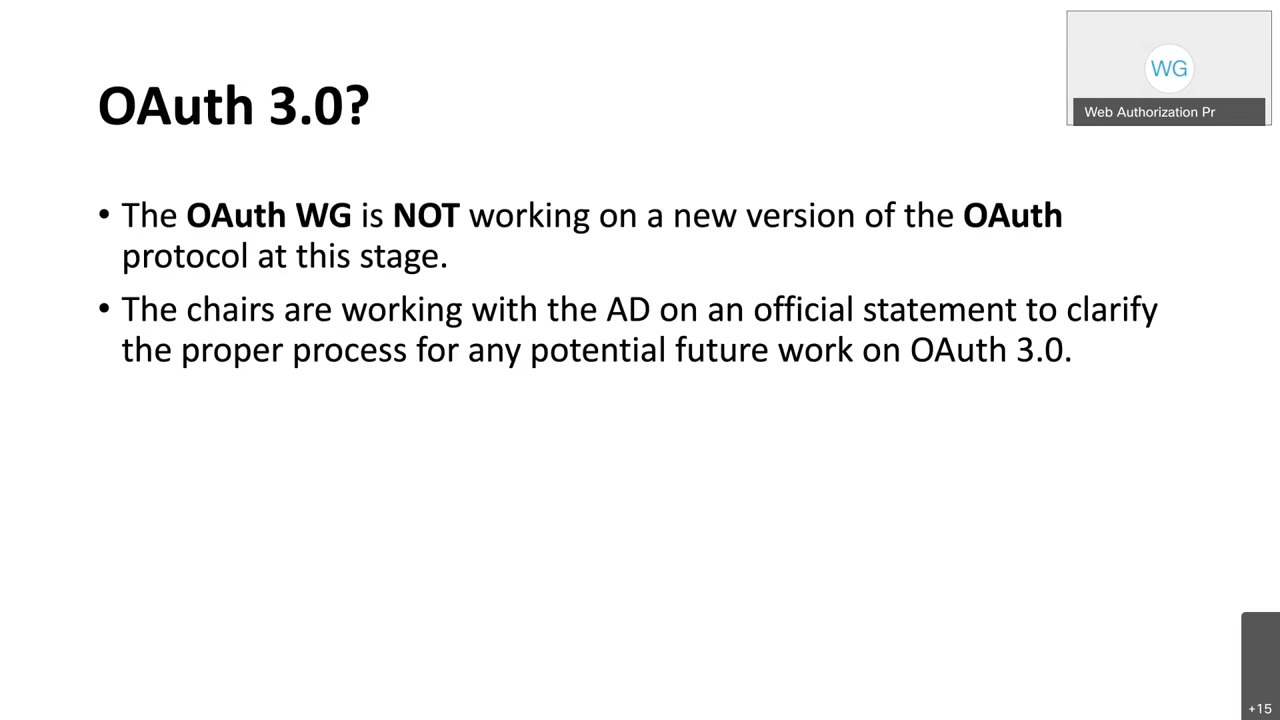 OAuth 3.0?
• The OAuth WG is NOT working on a new version of the OAuth
protocol at this stage.
• The chairs are working with the AD on an official statement to clarify
the proper process for any potential future work on OAuth 3.0.
WG
Web Authorization Pr
+15